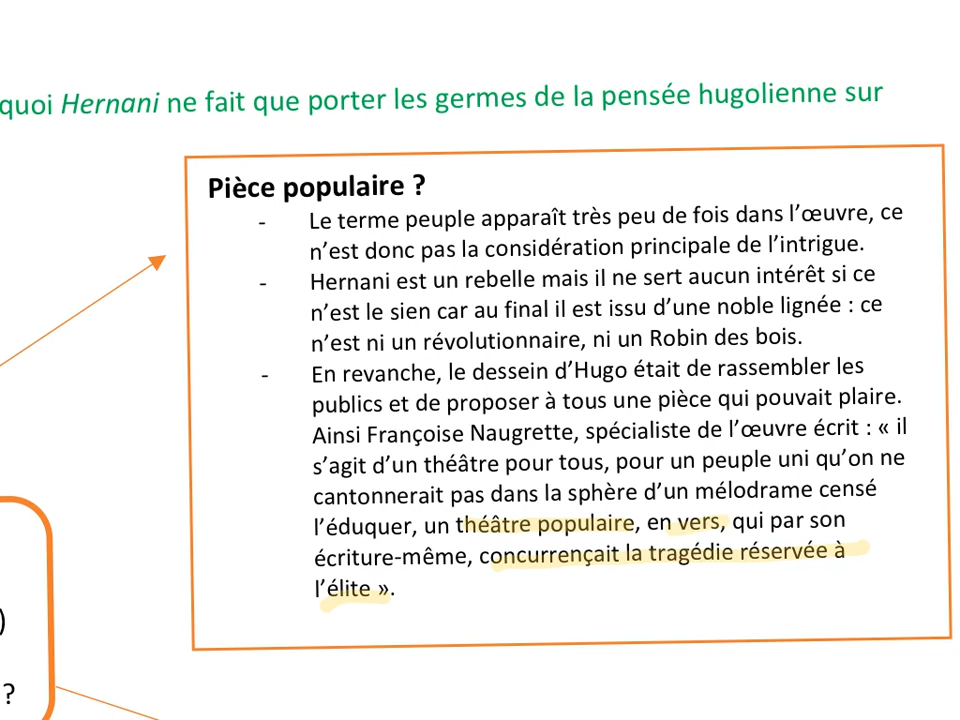 quoi Hernani ne fait que porter les germes de la pensée hugolienne sur
Pièce populaire ?
- Le terme peuple apparaît très peu de fois dans l’œuvre, ce
n’est donc pas la considération principale de l’intrigue.
- Hernani est un rebelle mais il ne sert aucun intérêt si ce
n’est le sien car au final il est issu d’une noble lignée : ce
n’est ni un révolutionnaire, ni un Robin des bois.
- En revanche, le dessein d’Hugo était de rassembler les
publics et de proposer à tous une pièce qui pouvait plaire.
Ainsi Françoise Naugrette, spécialiste de l’œuvre écrit : « il
s’agit d’un théâtre pour tous, pour un peuple uni qu’on ne
cantonnerait pas dans la sphère d’un mélodrame censé
l’éduquer, un théâtre populaire, en vers, qui par son
écriture-même, concurrençait la tragédie réservée à
l’élite ».
)
?